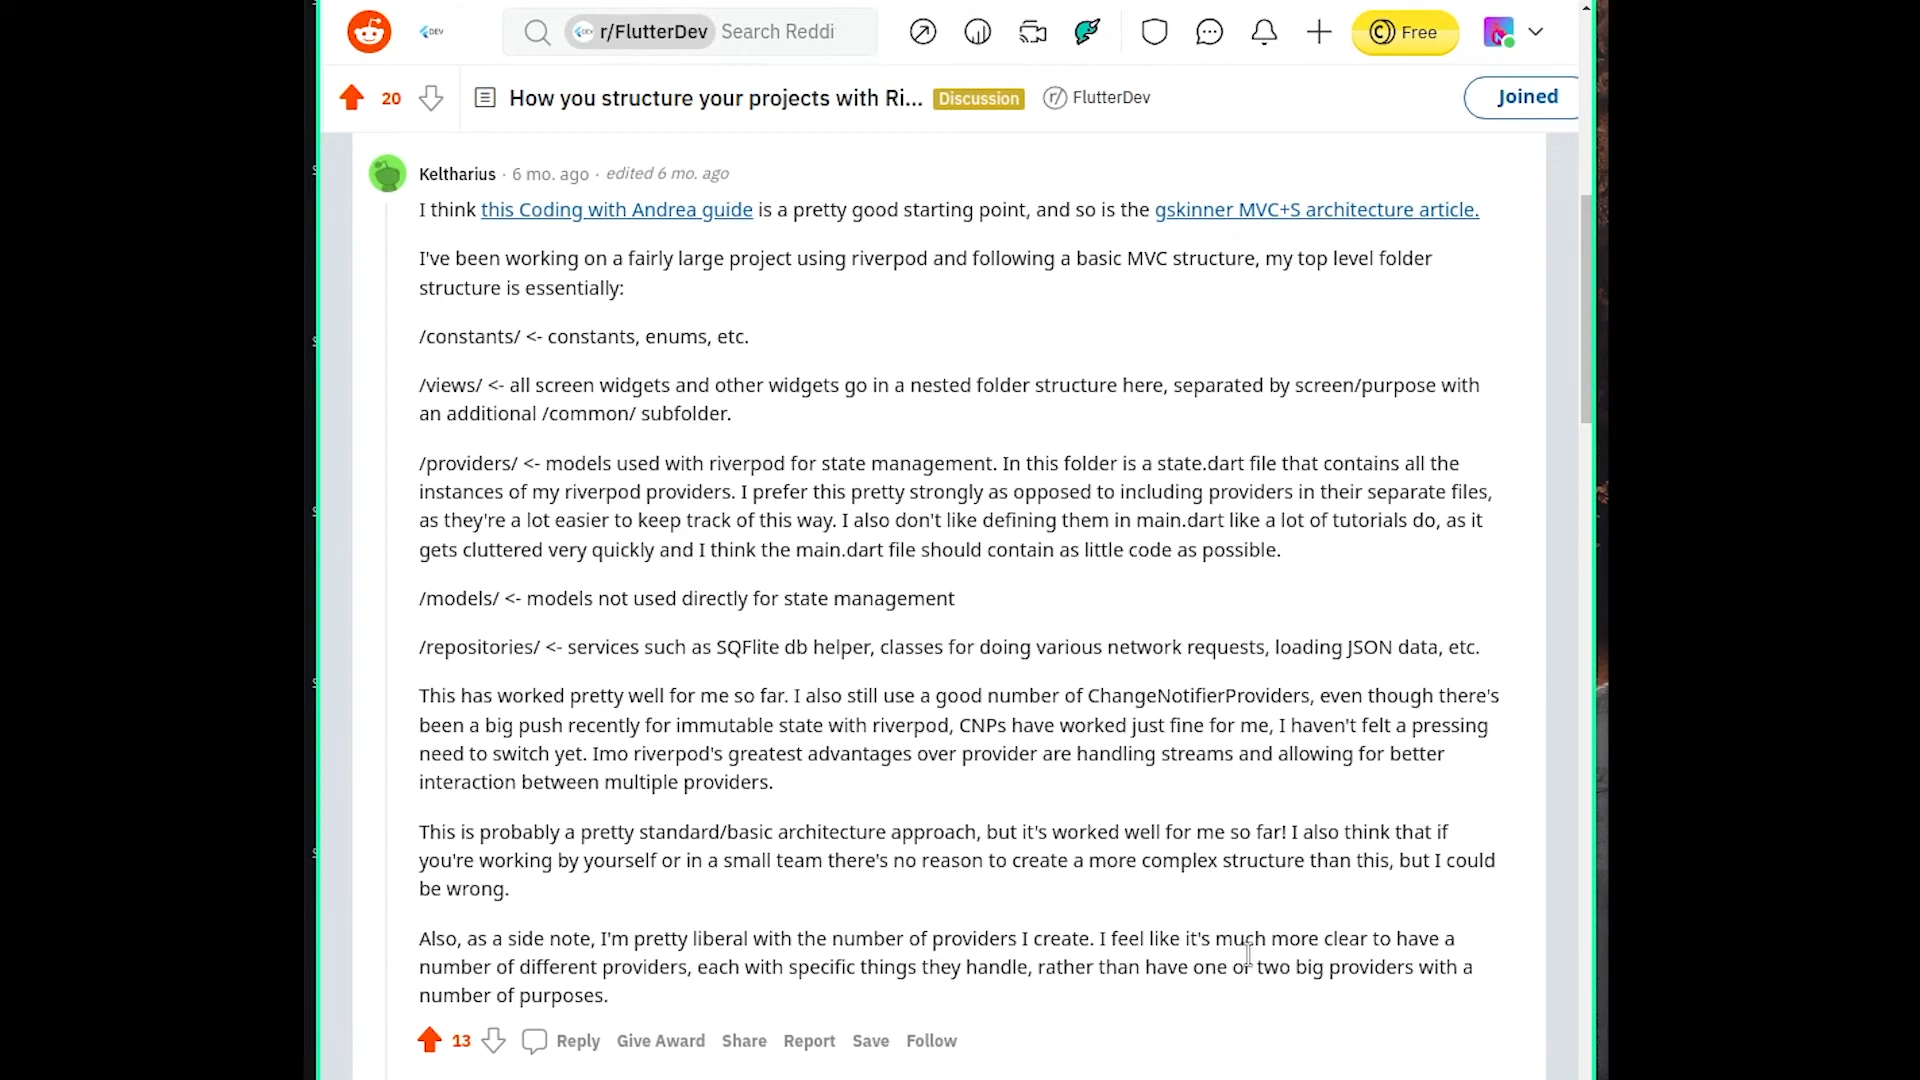 DEV
r/FlutterDev Search Reddi
Free
20
How you structure your projects with Ri... Discussion r/ FlutterDev
Joined
Keltharius · 6 mo. ago · edited 6 mo. ago
I think this Coding with Andrea guide is a pretty good starting point, and so is the gskinner MVC+S architecture article.
I've been working on a fairly large project using riverpod and following a basic MVC structure, my top level folder
structure is essentially:
/constants/ <- constants, enums, etc.
/views/ <- all screen widgets and other widgets go in a nested folder structure here, separated by screen/purpose with
an additional /common/ subfolder.
/providers/ <- models used with riverpod for state management. In this folder is a state.dart file that contains all the
instances of my riverpod providers. I prefer this pretty strongly as opposed to including providers in their separate files,
as they're a lot easier to keep track of this way. I also don't like defining them in main.dart like a lot of tutorials do, as it
gets cluttered very quickly and I think the main.dart file should contain as little code as possible.
/models/ <- models not used directly for state management
/repositories/ <- services such as SQFlite db helper, classes for doing various network requests, loading JSON data, etc.
This has worked pretty well for me so far. I also still use a good number of ChangeNotifierProviders, even though there's
been a big push recently for immutable state with riverpod, CNPs have worked just fine for me, I haven't felt a pressing
need to switch yet. Imo riverpod's greatest advantages over provider are handling streams and allowing for better
interaction between multiple providers.
This is probably a pretty standard/basic architecture approach, but it's worked well for me so far! I also think that if
you're working by yourself or in a small team there's no reason to create a more complex structure than this, but I could
be wrong.
Also, as a side note, I'm pretty liberal with the number of providers I create. I feel like it's much more clear to have a
number of different providers, each with specific things they handle, rather than have one or two big providers with a
number of purposes.
13 Reply Give Award Share Report Save Follow